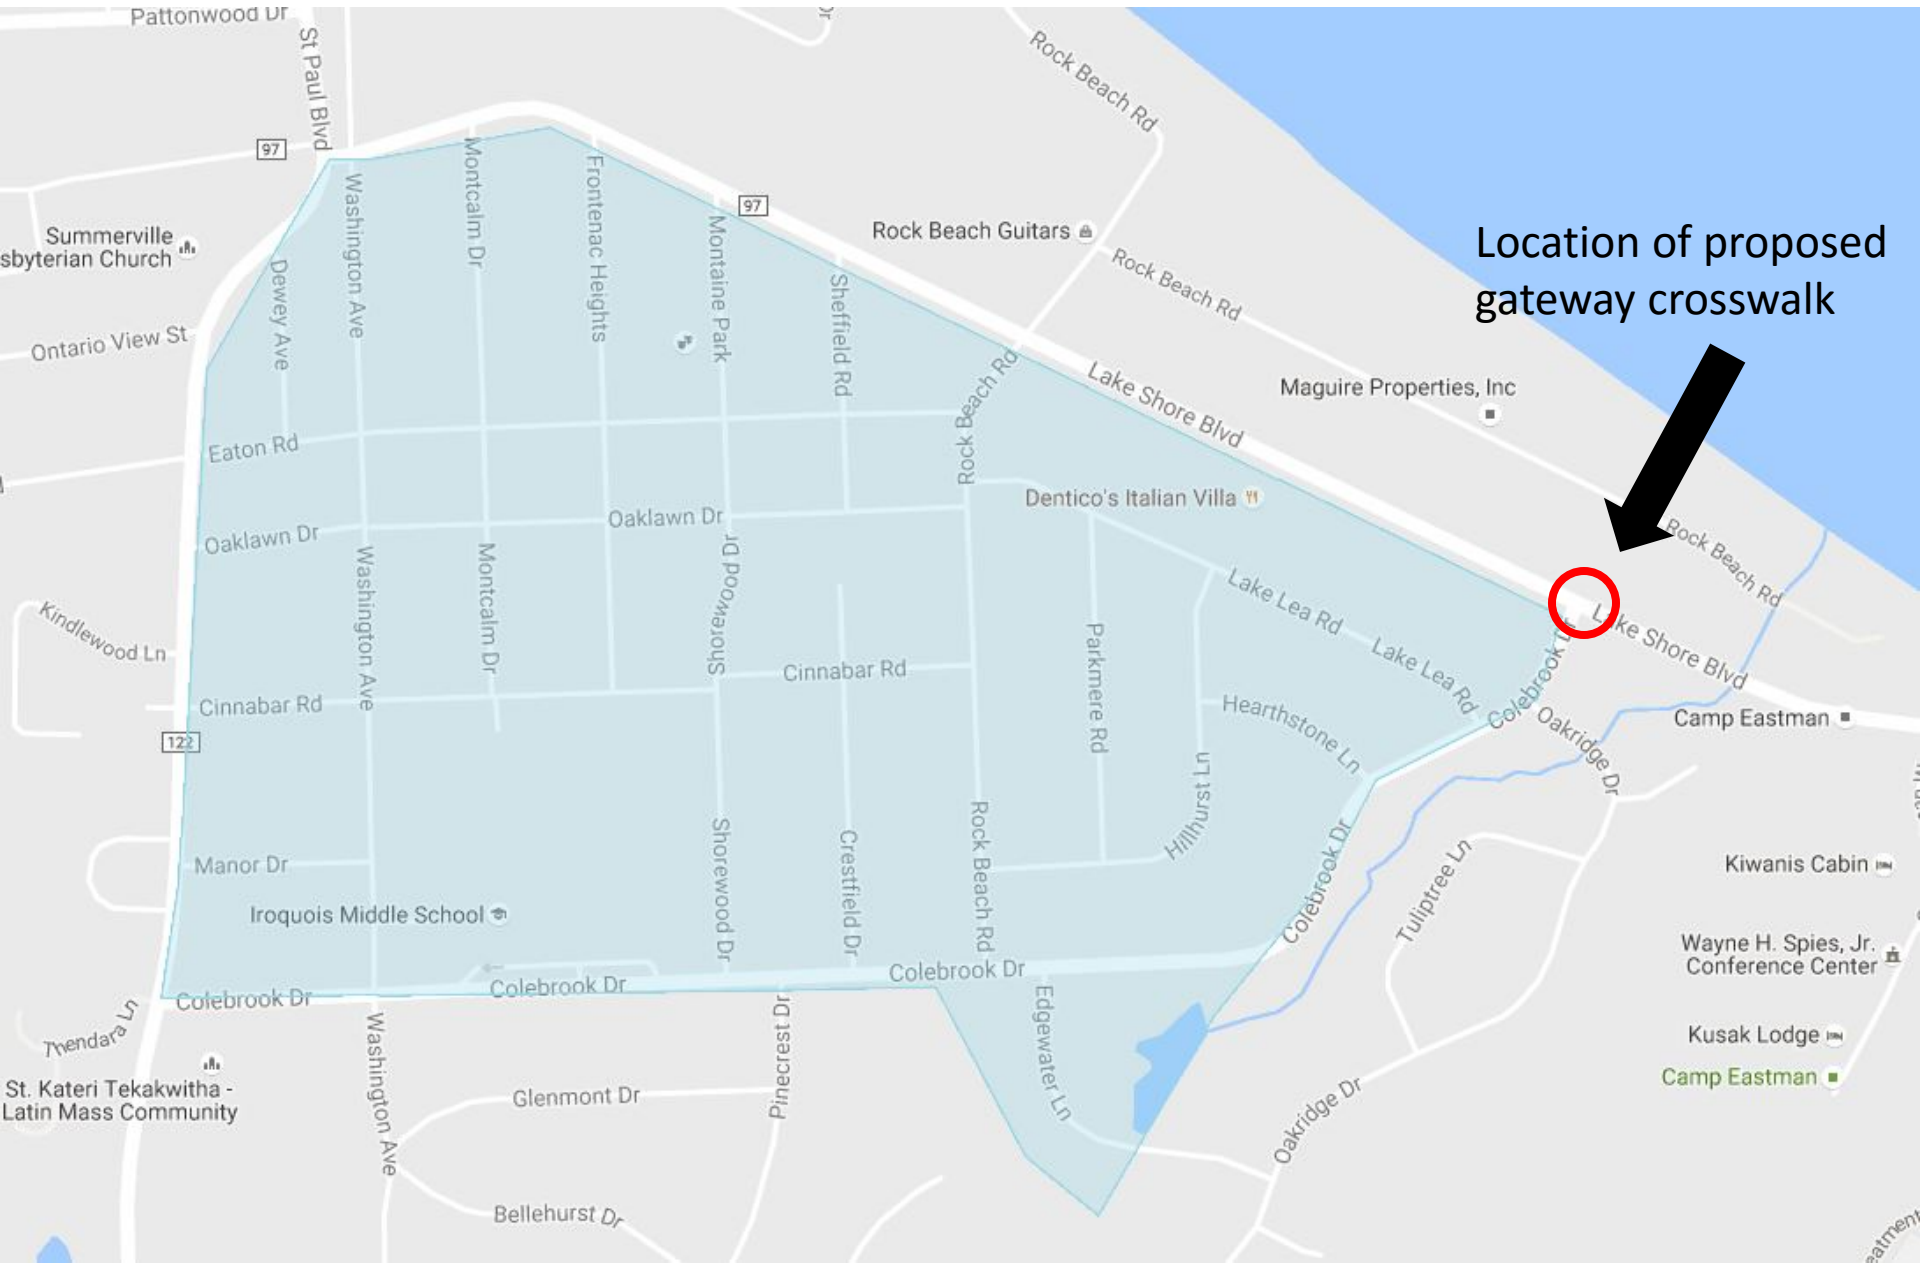 Pattonwood Dr
St Paul Blvd
Dr
Rock Beach Rd
97
Summerville
sbyterian Church
Washington Ave
Montcalm Dr
Frontenac Heights
97
Montaine Park
Rock Beach Guitars
Rock Beach Rd
Location of proposed
gateway crosswalk
Dewey Ave
Sheffield Rd
Ontario View St
Rock Beach Rd
Lake Shore Blvd
Maguire Properties, Inc
Eaton Rd
Dentico's Italian Villa
Oaklawn Dr
Oaklawn Dr
Rock Beach Rd
Washington Ave
Montcalm Dr
Shorewood Dr
Lake Lea Rd
Lake Lea Rd
Lake Shore Blvd
Kindlewood Ln
Parkmere Rd
Cinnabar Rd
Cinnabar Rd
Colebrook Dr
Hearthstone Ln
Oakridge Dr
Camp Eastman
122
Hillhurst Ln
Manor Dr
Shorewood Dr
Crestfield Dr
Rock Beach Rd
Colebrook Dr
Tuliptree Ln
Kiwanis Cabin
Iroquois Middle School
Wayne H. Spies, Jr.
Conference Center
Colebrook Dr
Colebrook Dr
Colebrook Dr
Thendara Ln
Washington Ave
Pinecrest Dr
Edgewater Ln
Kusak Lodge
Camp Eastman
St. Kateri Tekakwitha -
Latin Mass Community
Glenmont Dr
Oakridge Dr
Bellehurst Dr
eatment